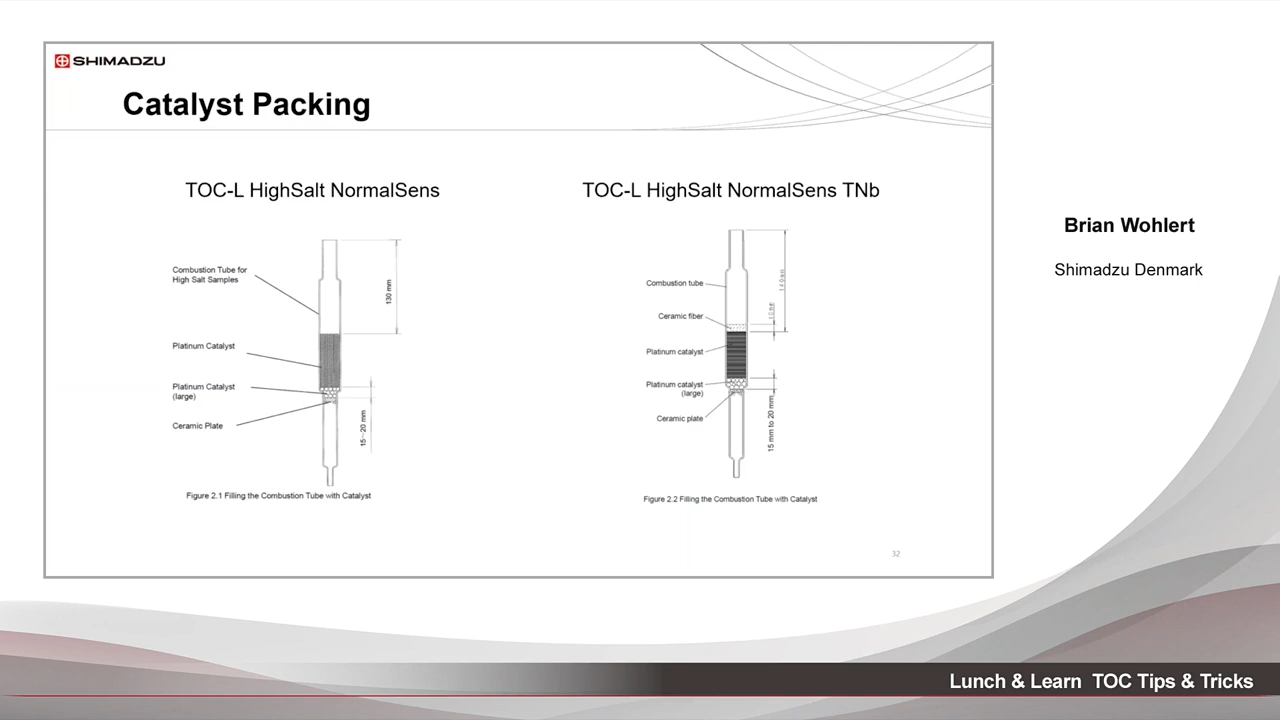 SHIMADZU
Catalyst Packing
TOC-L HighSalt NormalSens
Combustion Tube for
High Salt Samples
130 mm
Platinum Catalyst
Platinum Catalyst
(large)
Ceramic Plate
15~20 mm
Figure 2.1 Filling the Combustion Tube with Catalyst
TOC-L HighSalt NormalSens TNb
Combustion tube
Ceramic fiber
Platinum catalyst
Platinum catalyst
(large)
Ceramic plate
15 mm to 20 mm
Figure 2.2 Filling the Combustion Tube with Catalyst
32
Brian Wohlert
Shimadzu Denmark
Lunch & Learn TOC Tips & Tricks